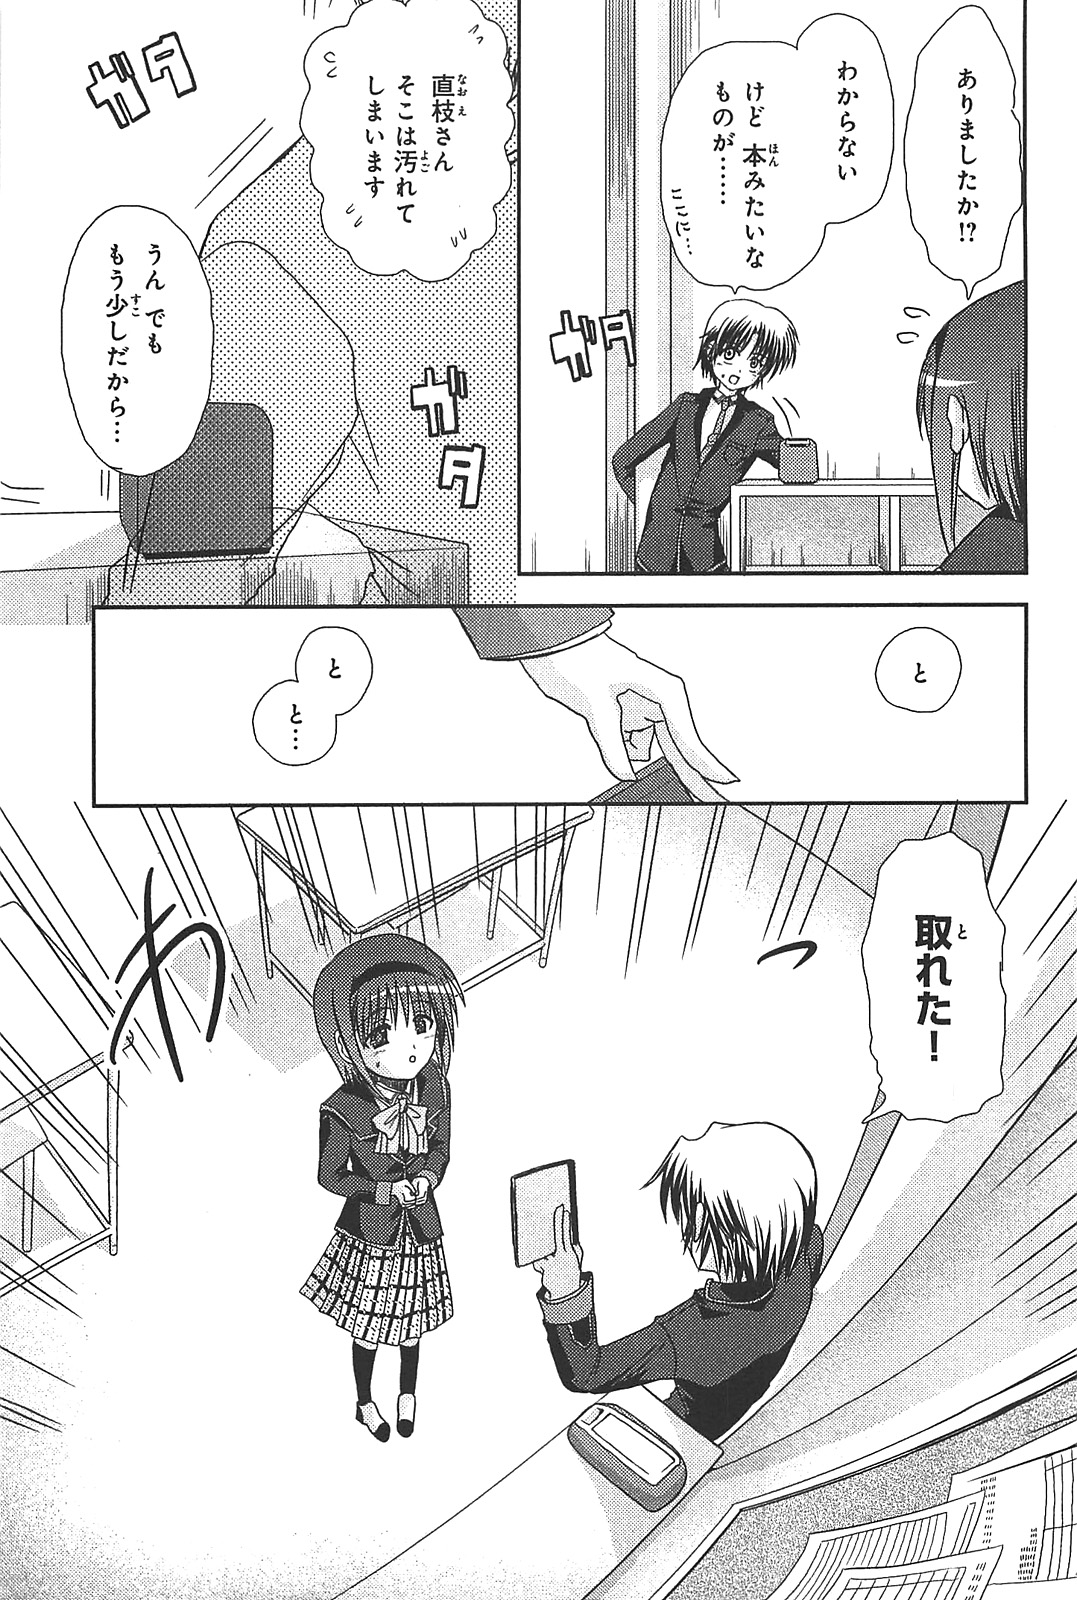 ありましたか!?
わからない
けど 本みたいな
ものが……
ここに…
ガタ
直枝さん
そこは汚れて
しまいます
ガタ
ガタ
うん でも
もう少しだから…
と
と
と…
取れた!
わっ